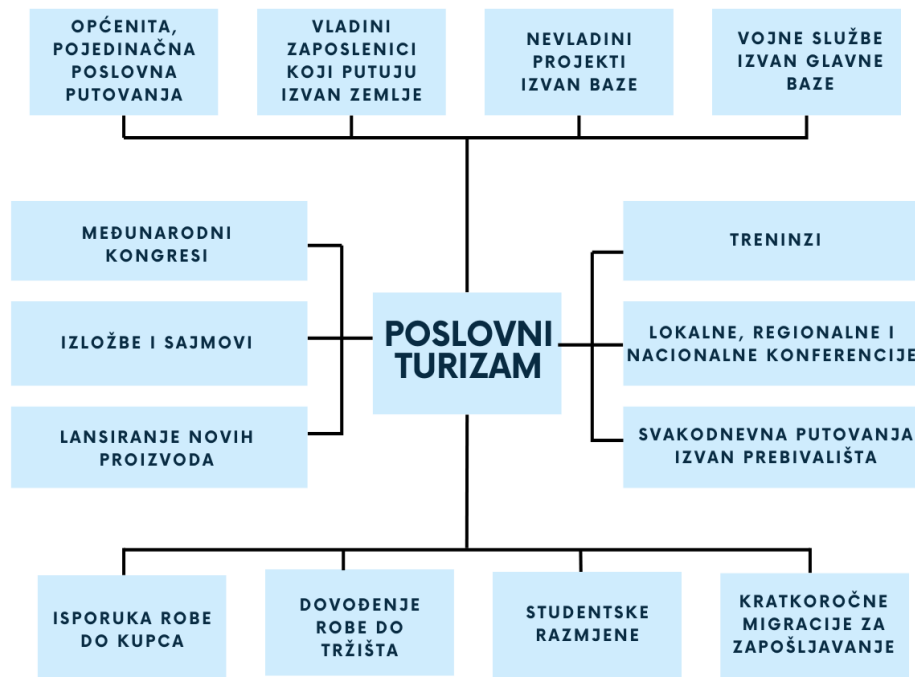 OPĆENITA,
POJEDINAČNA
POSLOVNA
PUTOVANJA
VLADINI
ZAPOSLENICI
KOJI PUTUJU
IZVAN ZEMLJE
NEVLADINI
PROJEKTI
IZVAN BAZE
VOJNE SLUŽBE
IZVAN GLAVNE
BAZE
MEĐUNARODNI
KONGRESI
IZLOŽBE I SAJMOVI
LANSIRANJE NOVIH
PROIZVODA
POSLOVNI
TURIZAM
TRENINZI
LOKALNE, REGIONALNE I
NACIONALNE KONFERENCIJE
SVAKODNEVNA PUTOVANJA
IZVAN PREBIVALIŠTA
ISPORUKA ROBE
DO KUPCA
DOVOĐENJE
ROBE DO
TRŽIŠTA
STUDENTSKE
RAZMJENE
KRATKOROČNE
MIGRACIJE ZA
ZAPOŠLJAVANJE